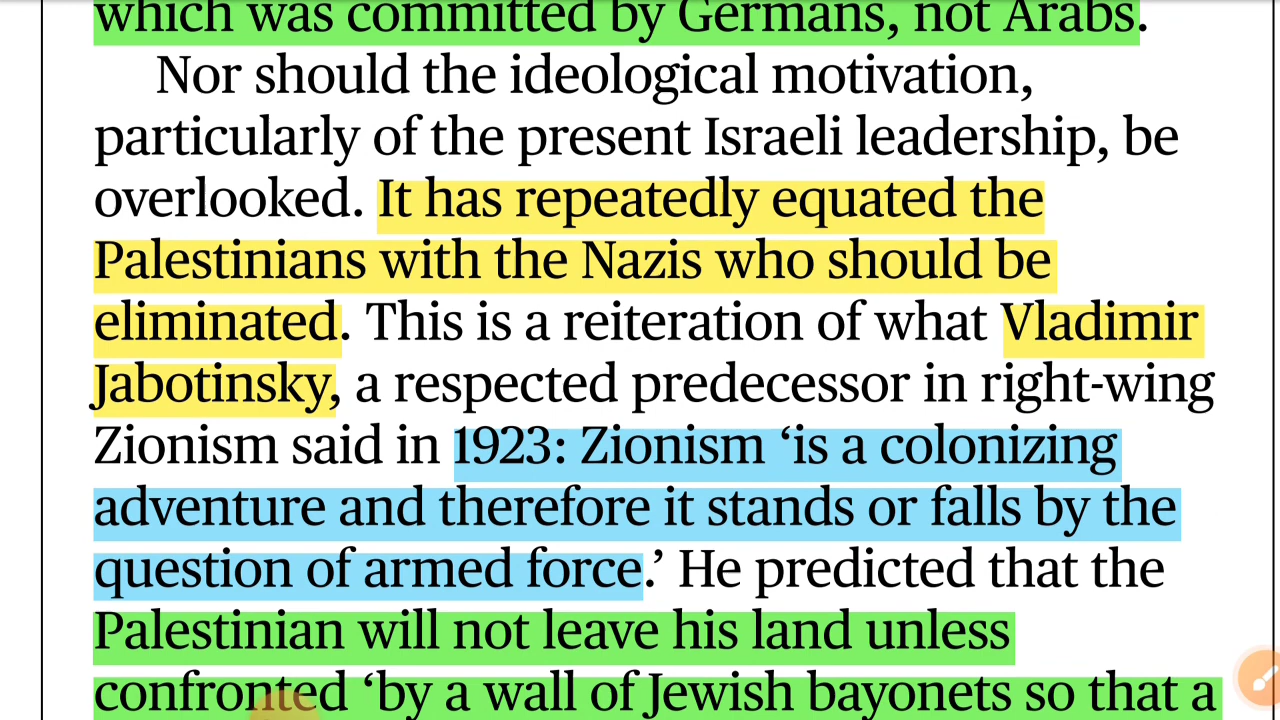 which was committed by Germans, not Arabs.
Nor should the ideological motivation,
particularly of the present Israeli leadership, be
overlooked. It has repeatedly equated the
Palestinians with the Nazis who should be
eliminated. This is a reiteration of what Vladimir
Jabotinsky, a respected predecessor in right-wing
Zionism said in 1923: Zionism ‘is a colonizing
adventure and therefore it stands or falls by the
question of armed force.’ He predicted that the
Palestinian will not leave his land unless
confronted ‘by a wall of Jewish bayonets so that a